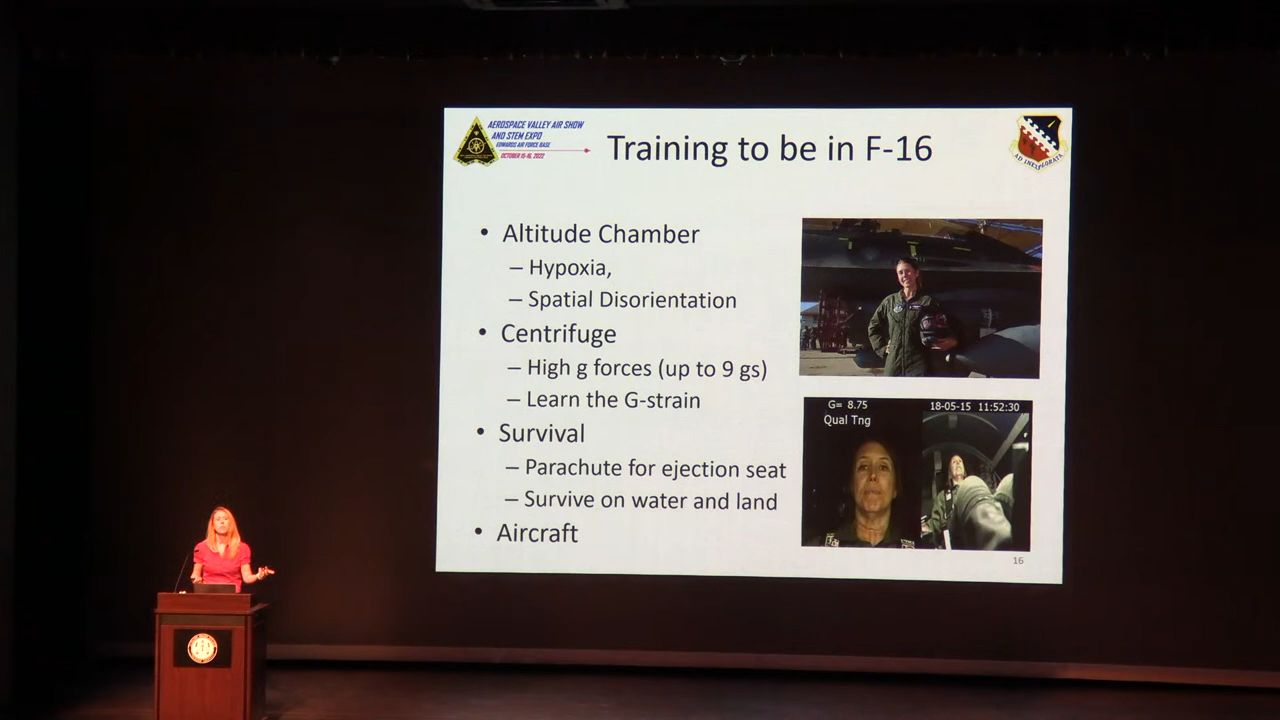 AEROSPACE VALLEY AIR SHOW
AND STEM EXPO
EDWARDS AIR FORCE BASE
OCTOBER 15-16, 2022
Training to be in F-16
AD INEXPLORATA
• Altitude Chamber
– Hypoxia,
– Spatial Disorientation
• Centrifuge
– High g forces (up to 9 gs)
– Learn the G-strain
• Survival
– Parachute for ejection seat
– Survive on water and land
• Aircraft
G= 8.75
Qual Tng
18-05-15 11:52:30
16